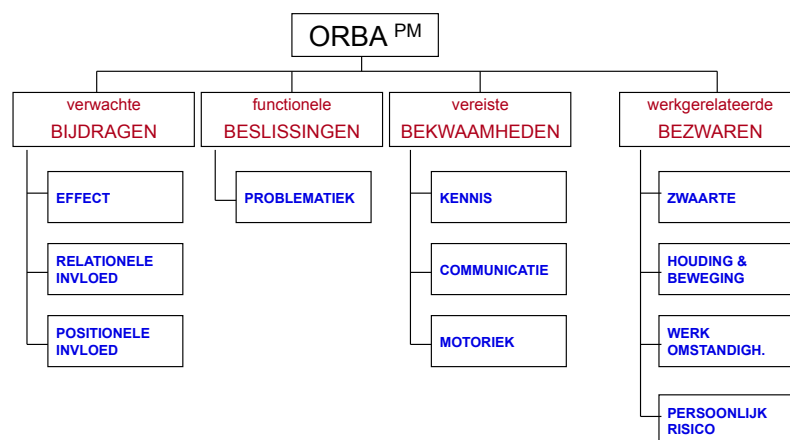 ORBA PM
verwachte
BIJDRAGEN
EFFECT
RELATIONELE
INVLOED
POSITIONELE
INVLOED
functionele
BESLISSINGEN
PROBLEMATIEK
vereiste
BEKWAAMHEDEN
KENNIS
COMMUNICATIE
MOTORIEK
werkgerelateerde
BEZWAREN
ZWAARTE
HOUDING &
BEWEGING
WERK
OMSTANDIGH.
PERSOONLIJK
RISICO